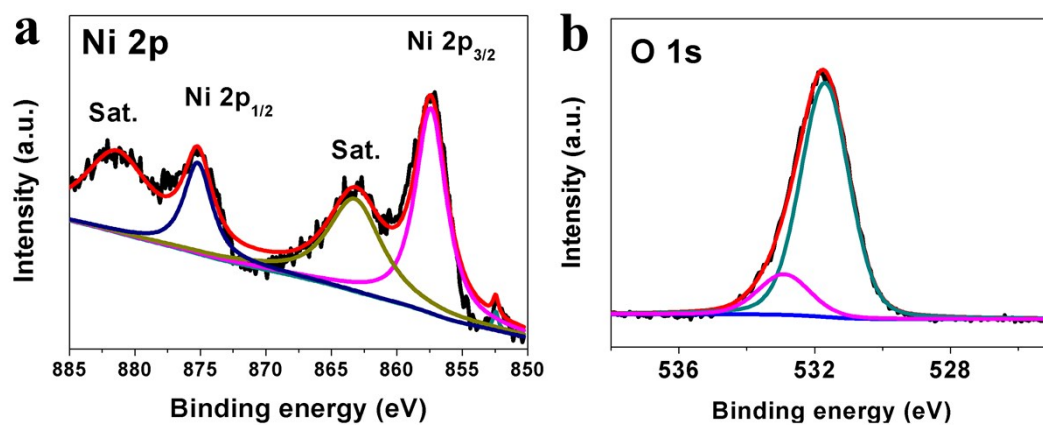 a
Ni 2p
Ni 2p3/2
Ni 2p1/2
Sat.
Sat.
Intensity (a.u.)
885 880 875 870 865 860 855 850
Binding energy (eV)
b
O 1s
Intensity (a.u.)
536 532 528
Binding energy (eV)